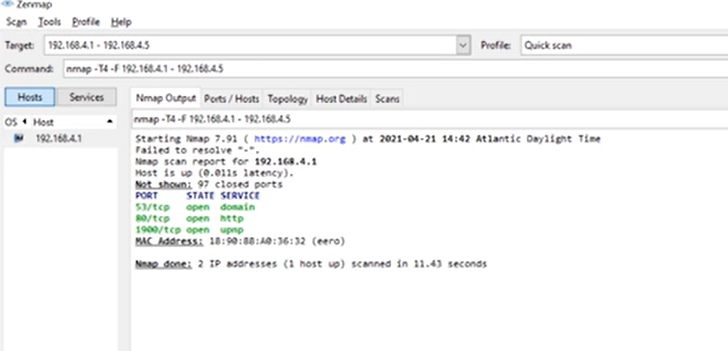 Zenmap
Scan Tools Profile Help
Target: 192.168.4.1 - 192.168.4.5 Profile: Quick scan
Command: nmap -T4 -F 192.168.4.1 - 192.168.4.5
Hosts Services Nmap Output Ports / Hosts Topology Host Details Scans
OS Host nmap -T4 -F 192.168.4.1 - 192.168.4.5
192.168.4.1
Starting Nmap 7.91 ( https://nmap.org ) at 2021-04-21 14:42 Atlantic Daylight Time
Failed to resolve "-".
Nmap scan report for 192.168.4.1
Host is up (0.011s latency).
Not shown: 97 closed ports
PORT STATE SERVICE
53/tcp open domain
80/tcp open http
1900/tcp open upnp
MAC Address: 18:90:88:A0:36:32 (eero)
Nmap done: 2 IP addresses (1 host up) scanned in 11.43 seconds